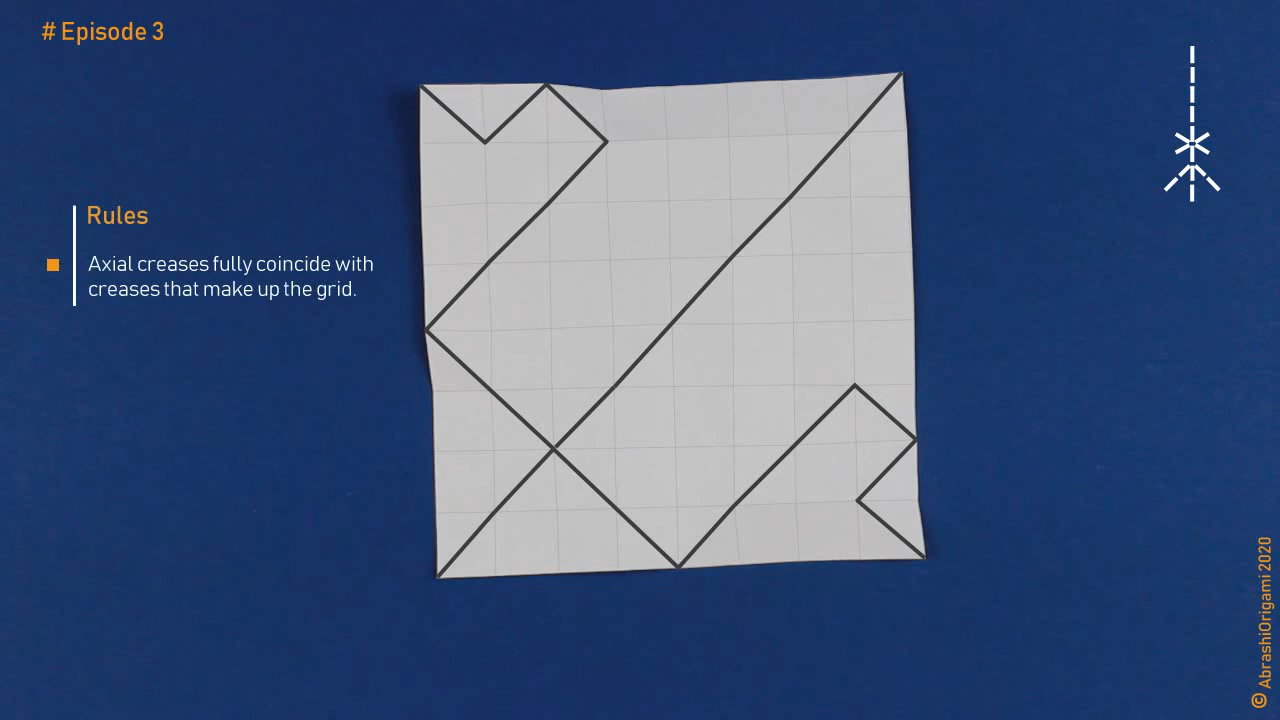 # Episode 3
Rules
Axial creases fully coincide with
creases that make up the grid.
© AbrashiOrigami 2020